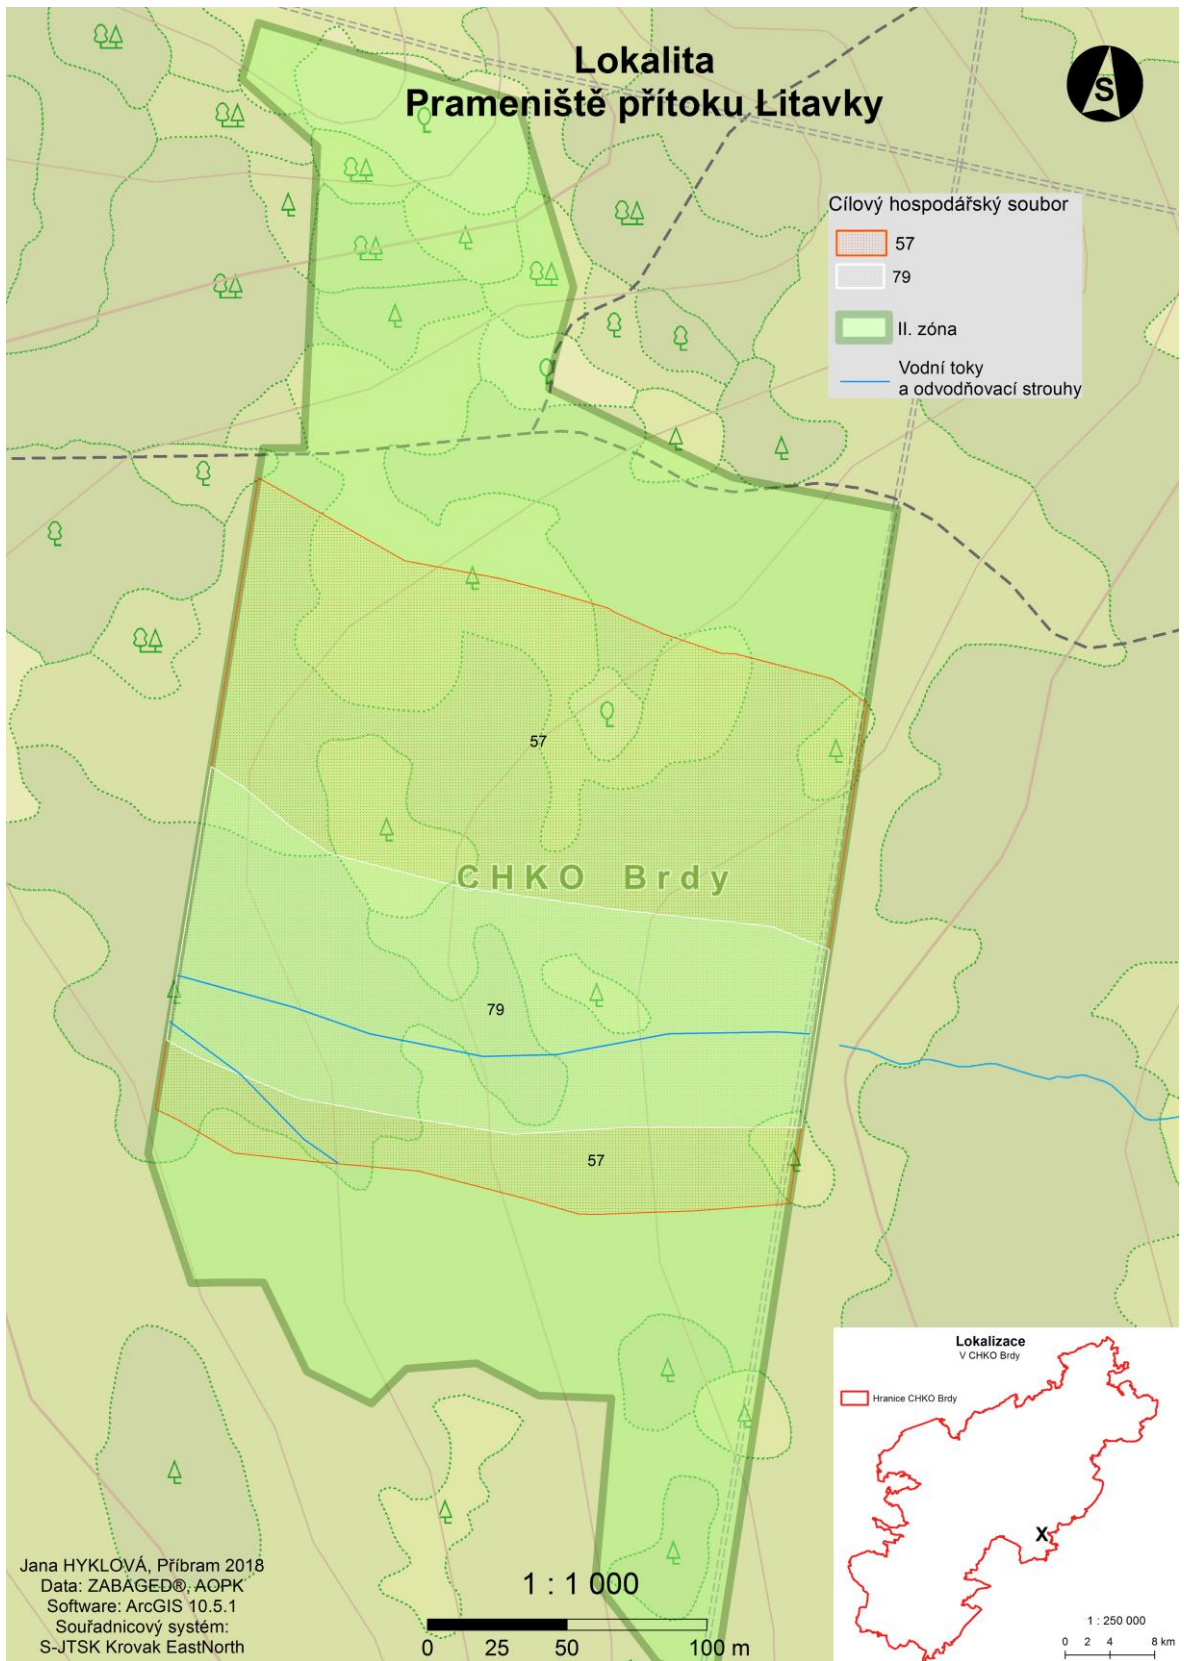 Lokalita
Prameniště přítoku Litavky
S
Cílový hospodářský soubor
57
79
II. zóna
Vodní toky
a odvodňovací strouhy
57
CHKO Brdy
79
57
Lokalizace
V CHKO Brdy
Hranice CHKO Brdy
X
1 : 250 000
0 2 4 8 km
Jana HYKLOVÁ, Příbram 2018
Data: ZABAGED®, AOPK
Software: ArcGIS 10.5.1
Souřadnicový systém:
S-JTSK Krovak EastNorth
1 : 1 000
0 25 50 100 m